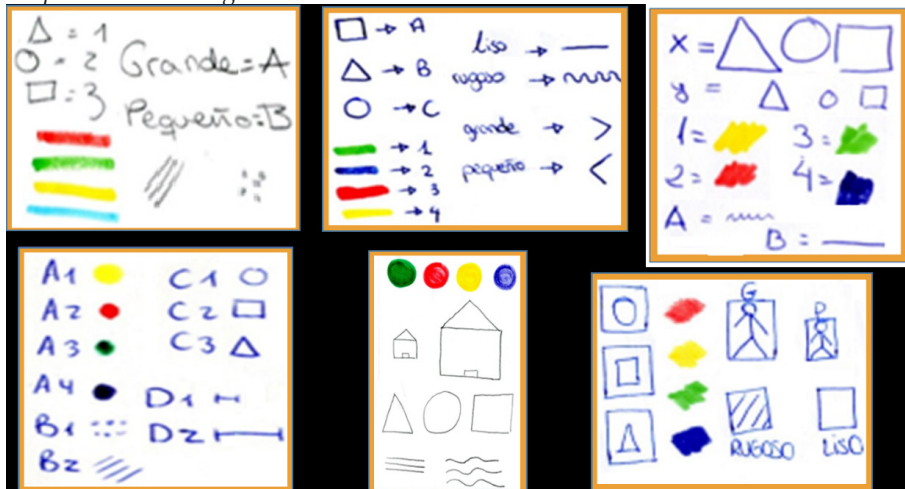 △ = 1
○ = 2
□ = 3
Grande = A
Pequeño = B
□ → A
△ → B
○ → C
→ 1
→ 2
→ 3
→ 4
liso →
rugoso →
grande → >
pequeño → <
x =
y =
1 =
3 =
2 =
4 =
A =
B =
A1
A2
A3
A4
B1
B2
C1
C2
C3
D1
D2
G
P
RUGOSO
LISO